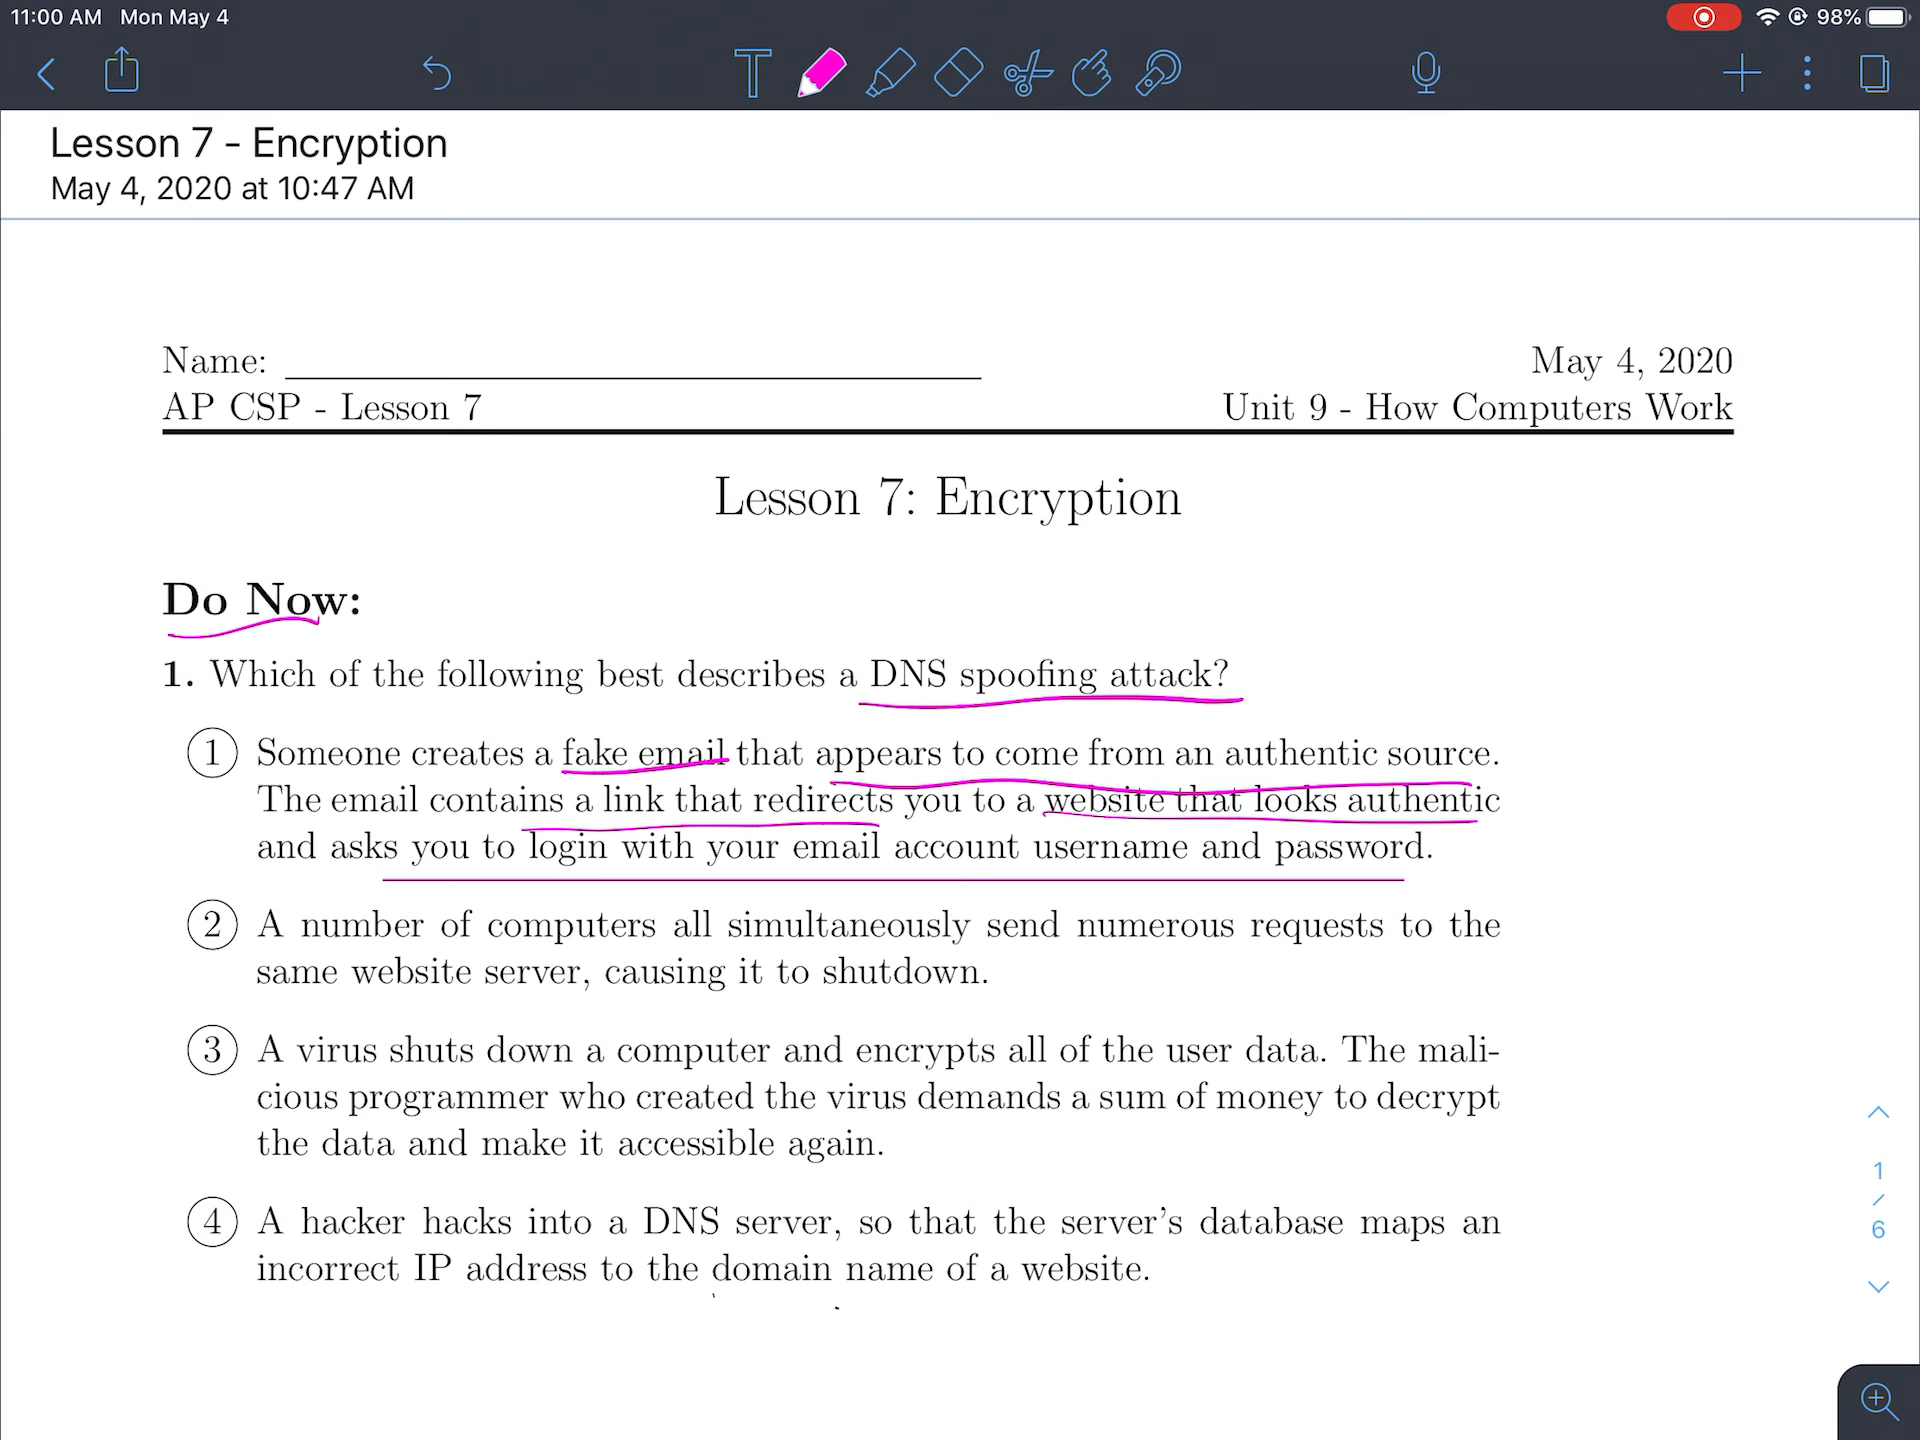 11:00 AM Mon May 4
98%
Lesson 7 - Encryption
May 4, 2020 at 10:47 AM
Name:
May 4, 2020
AP CSP - Lesson 7
Unit 9 - How Computers Work
Lesson 7: Encryption
Do Now:
1. Which of the following best describes a DNS spoofing attack?
1 Someone creates a fake email that appears to come from an authentic source.
The email contains a link that redirects you to a website that looks authentic
and asks you to login with your email account username and password.
2 A number of computers all simultaneously send numerous requests to the
same website server, causing it to shutdown.
3 A virus shuts down a computer and encrypts all of the user data. The mali-
cious programmer who created the virus demands a sum of money to decrypt
the data and make it accessible again.
4 A hacker hacks into a DNS server, so that the server's database maps an
incorrect IP address to the domain name of a website.
1
/
6